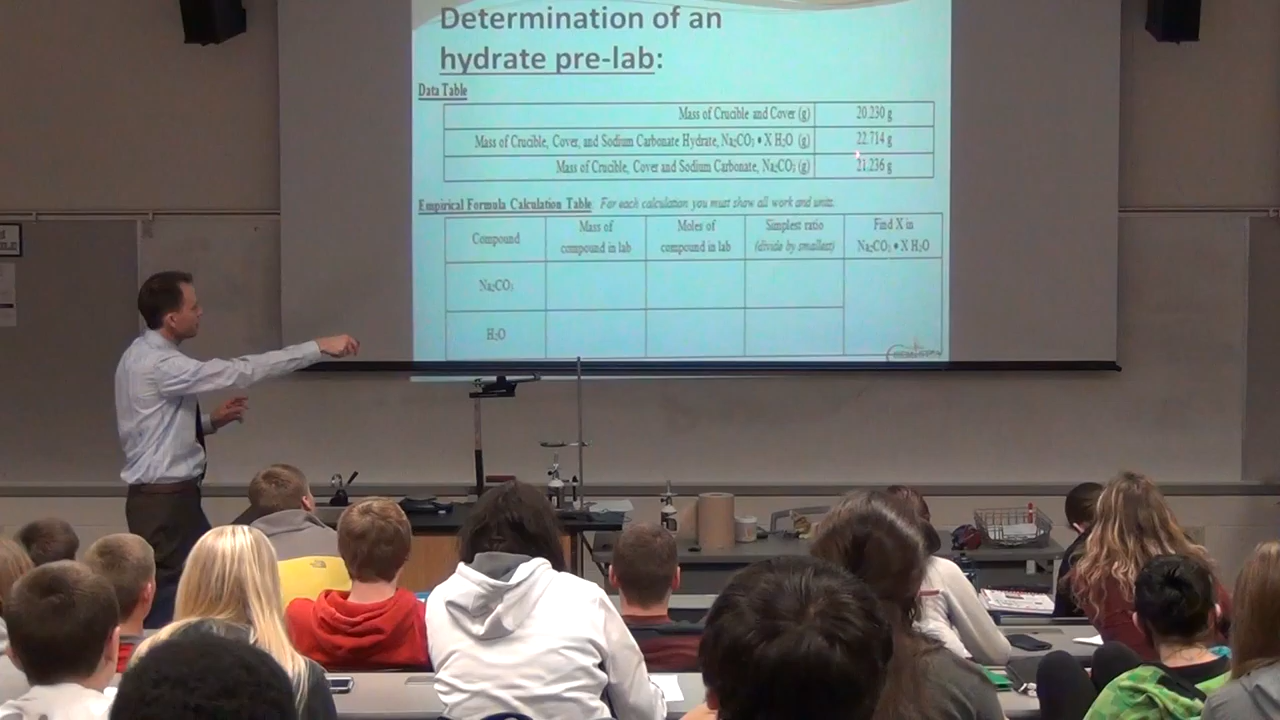 Determination of an
hydrate pre-lab:
Data Table
Mass of Crucible and Cover (g) 20.230 g
Mass of Crucible, Cover, and Sodium Carbonate Hydrate, Na₂CO₃ • X H₂O (g) 22.714 g
Mass of Crucible, Cover and Sodium Carbonate, Na₂CO₃ (g) 21.236 g
Empirical Formula Calculation Table For each calculation you must show all work and units.
Compound
Mass of
compound in lab
Moles of
compound in lab
Simplest ratio
(divide by smallest)
Find X in
Na₂CO₃ • X H₂O
Na₂CO₃
H₂O